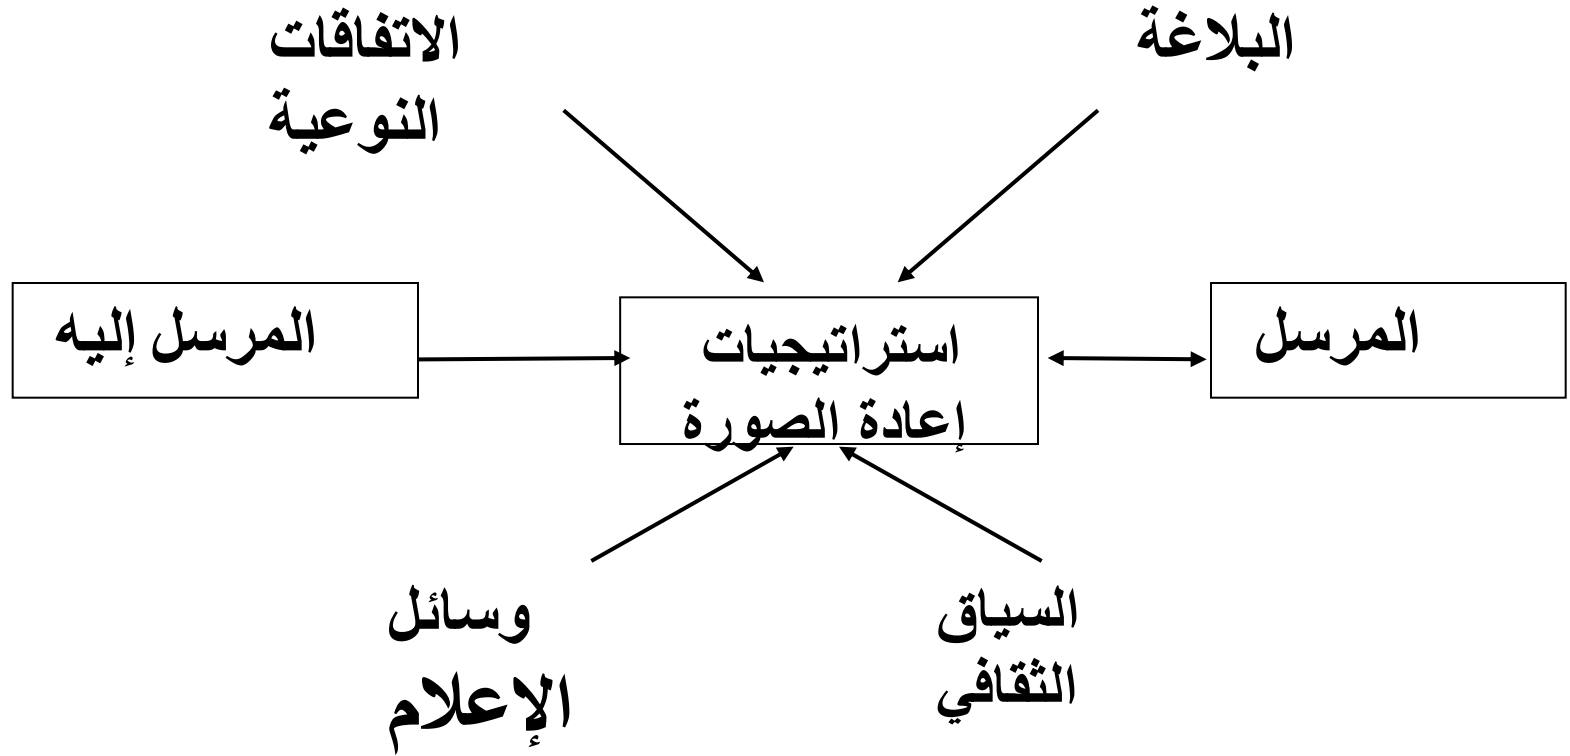 البلاغة
الاتفاقات
النوعية
المرسل
استراتيجيات
إعادة الصورة
المرسل إليه
السياق
الثقافي
وسائل
الإعلام